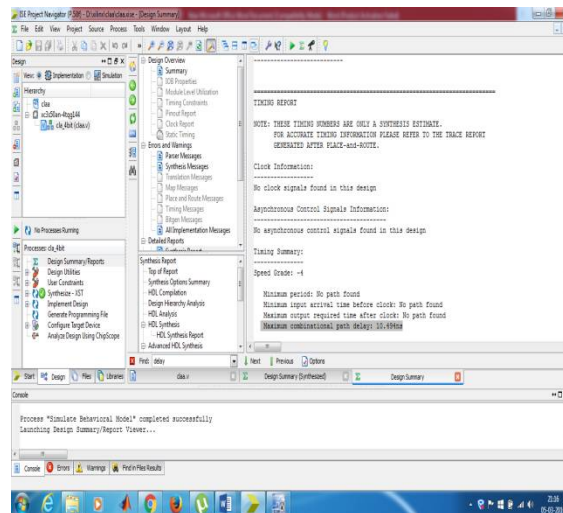 ISE Project Navigator (P.58f) - D:\xilinx\claa\claa.xise - [Design Summary]
File Edit View Project Source Process Tools Window Layout Help
Design
View: Implementation Simulation
Hierarchy
claa
xc3s50an-4tqg144
cla_4bit (claa.v)
No Processes Running
Processes: cla_4bit
Design Summary/Reports
Design Utilities
User Constraints
Synthesize - XST
Implement Design
Generate Programming File
Configure Target Device
Analyze Design Using ChipScope
Start Design Files Libraries
Design Overview
Summary
IOB Properties
Module Level Utilization
Timing Constraints
Pinout Report
Clock Report
Static Timing
Errors and Warnings
Parser Messages
Synthesis Messages
Translation Messages
Map Messages
Place and Route Messages
Timing Messages
Bitgen Messages
All Implementation Messages
Detailed Reports
Synthesis Report
Top of Report
Synthesis Options Summary
HDL Compilation
Design Hierarchy Analysis
HDL Analysis
HDL Synthesis
HDL Synthesis Report
Advanced HDL Synthesis
TIMING REPORT
NOTE: THESE TIMING NUMBERS ARE ONLY A SYNTHESIS ESTIMATE.
FOR ACCURATE TIMING INFORMATION PLEASE REFER TO THE TRACE REPORT
GENERATED AFTER PLACE-and-ROUTE.
Clock Information:
------------------
No clock signals found in this design
Asynchronous Control Signals Information:
----------------------------------------
No asynchronous control signals found in this design
Timing Summary:
---------------
Speed Grade: -4
Minimum period: No path found
Minimum input arrival time before clock: No path found
Maximum output required time after clock: No path found
Maximum combinational path delay: 10.494ns
Find: delay Next Previous Options
claa.v Design Summary (Synthesized) Design Summary
Console
Process "Simulate Behavioral Model" completed successfully
Launching Design Summary/Report Viewer...
Console Errors Warnings Find in Files Results
21:16